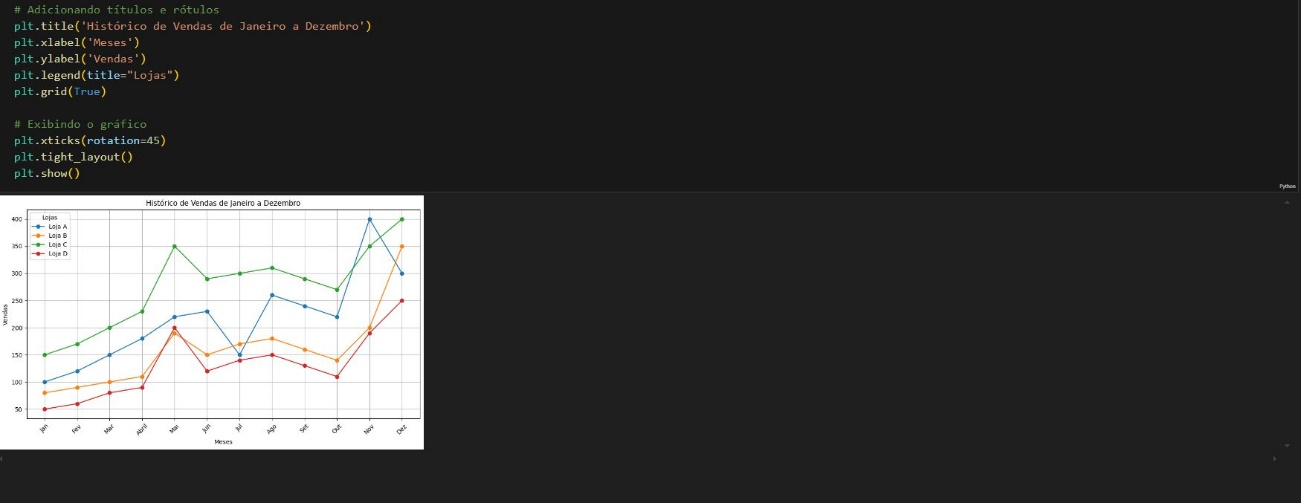 # Adicionando títulos e rótulos
plt.title('Histórico de Vendas de Janeiro a Dezembro')
plt.xlabel('Meses')
plt.ylabel('Vendas')
plt.legend(title="Lojas")
plt.grid(True)
# Exibindo o gráfico
plt.xticks(rotation=45)
plt.tight_layout()
plt.show()
Python
Histórico de Vendas de Janeiro a Dezembro
Lojas
Loja A
Loja B
Loja C
Loja D
400
350
300
250
200
150
100
50
Vendas
Jan Fev Mar Abril Mai Jun Jul Ago Set Out Nov Dez
Meses